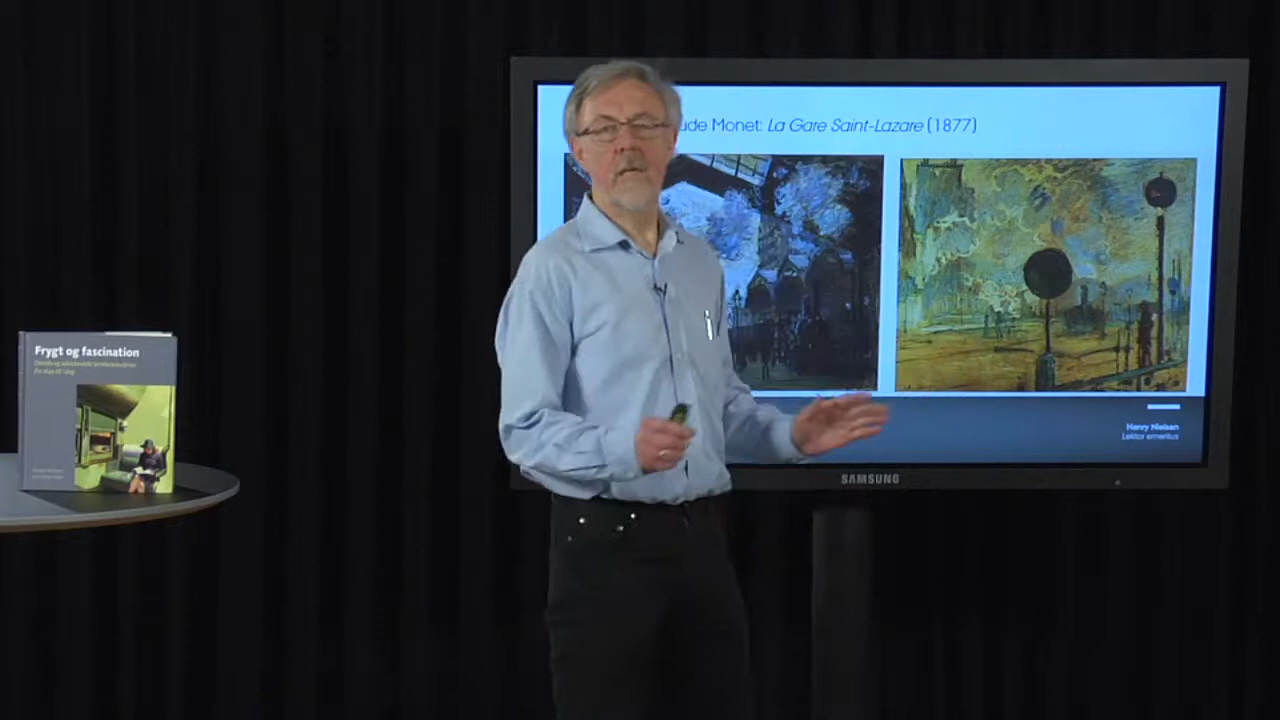 Frygt og fascination
ude Monet: La Gare Saint-Lazare (1877)
Henry Nielsen
Lektor emeritus
SAMSUNG